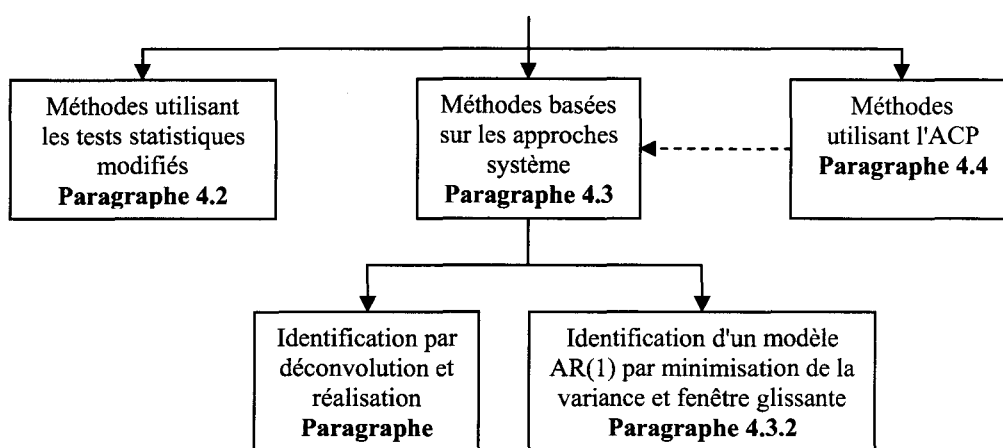 Méthodes utilisant
les tests statistiques
modifiés
Paragraphe 4.2
Méthodes basées
sur les approches
système
Paragraphe 4.3
Méthodes
utilisant l'ACP
Paragraphe 4.4
Identification par
déconvolution et
réalisation
Paragraphe
Identification d'un modèle
AR(1) par minimisation de la
variance et fenêtre glissante
Paragraphe 4.3.2